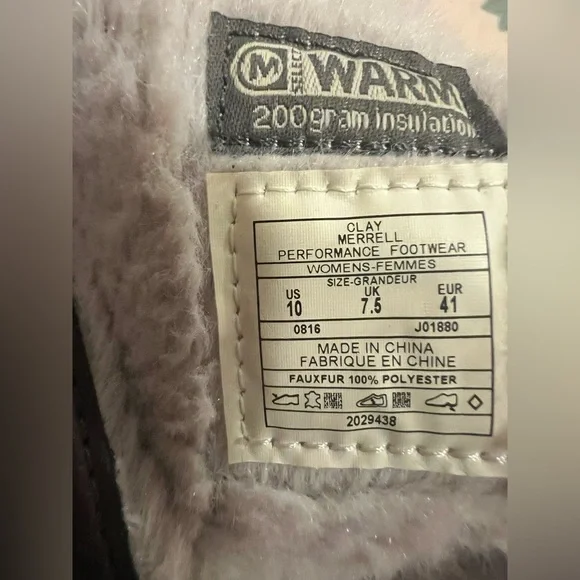 M SELECT WARM
200gram insulation
CLAY
MERRELL
PERFORMANCE FOOTWEAR
WOMENS-FEMMES
SIZE-GRANDEUR
US UK EUR
10 7.5 41
0816 J01880
MADE IN CHINA
FABRIQUE EN CHINE
FAUXFUR 100% POLYESTER
2029438